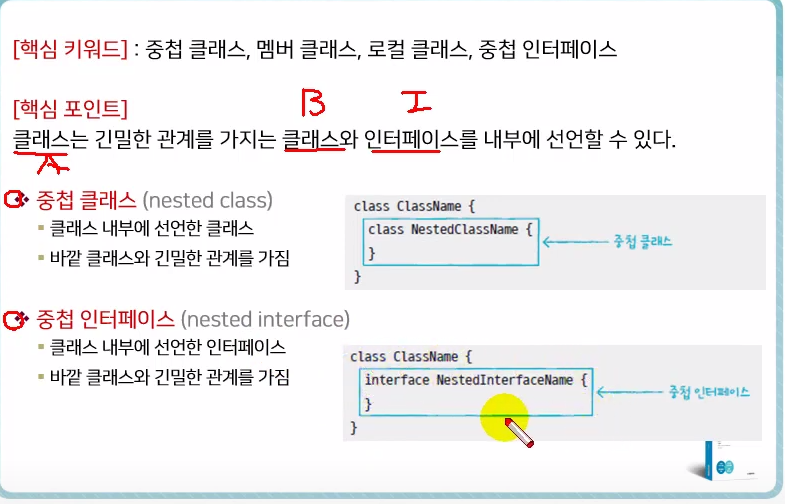 [핵심 키워드] : 중첩 클래스, 멤버 클래스, 로컬 클래스, 중첩 인터페이스
[핵심 포인트]
B I
클래스는 긴밀한 관계를 가지는 클래스와 인터페이스를 내부에 선언할 수 있다.
A
중첩 클래스 (nested class)
클래스 내부에 선언한 클래스
바깥 클래스와 긴밀한 관계를 가짐
class ClassName {
class NestedClassName {
}
}
중첩 클래스
중첩 인터페이스 (nested interface)
클래스 내부에 선언한 인터페이스
바깥 클래스와 긴밀한 관계를 가짐
class ClassName {
interface NestedInterfaceName {
}
}
중첩 인터페이스